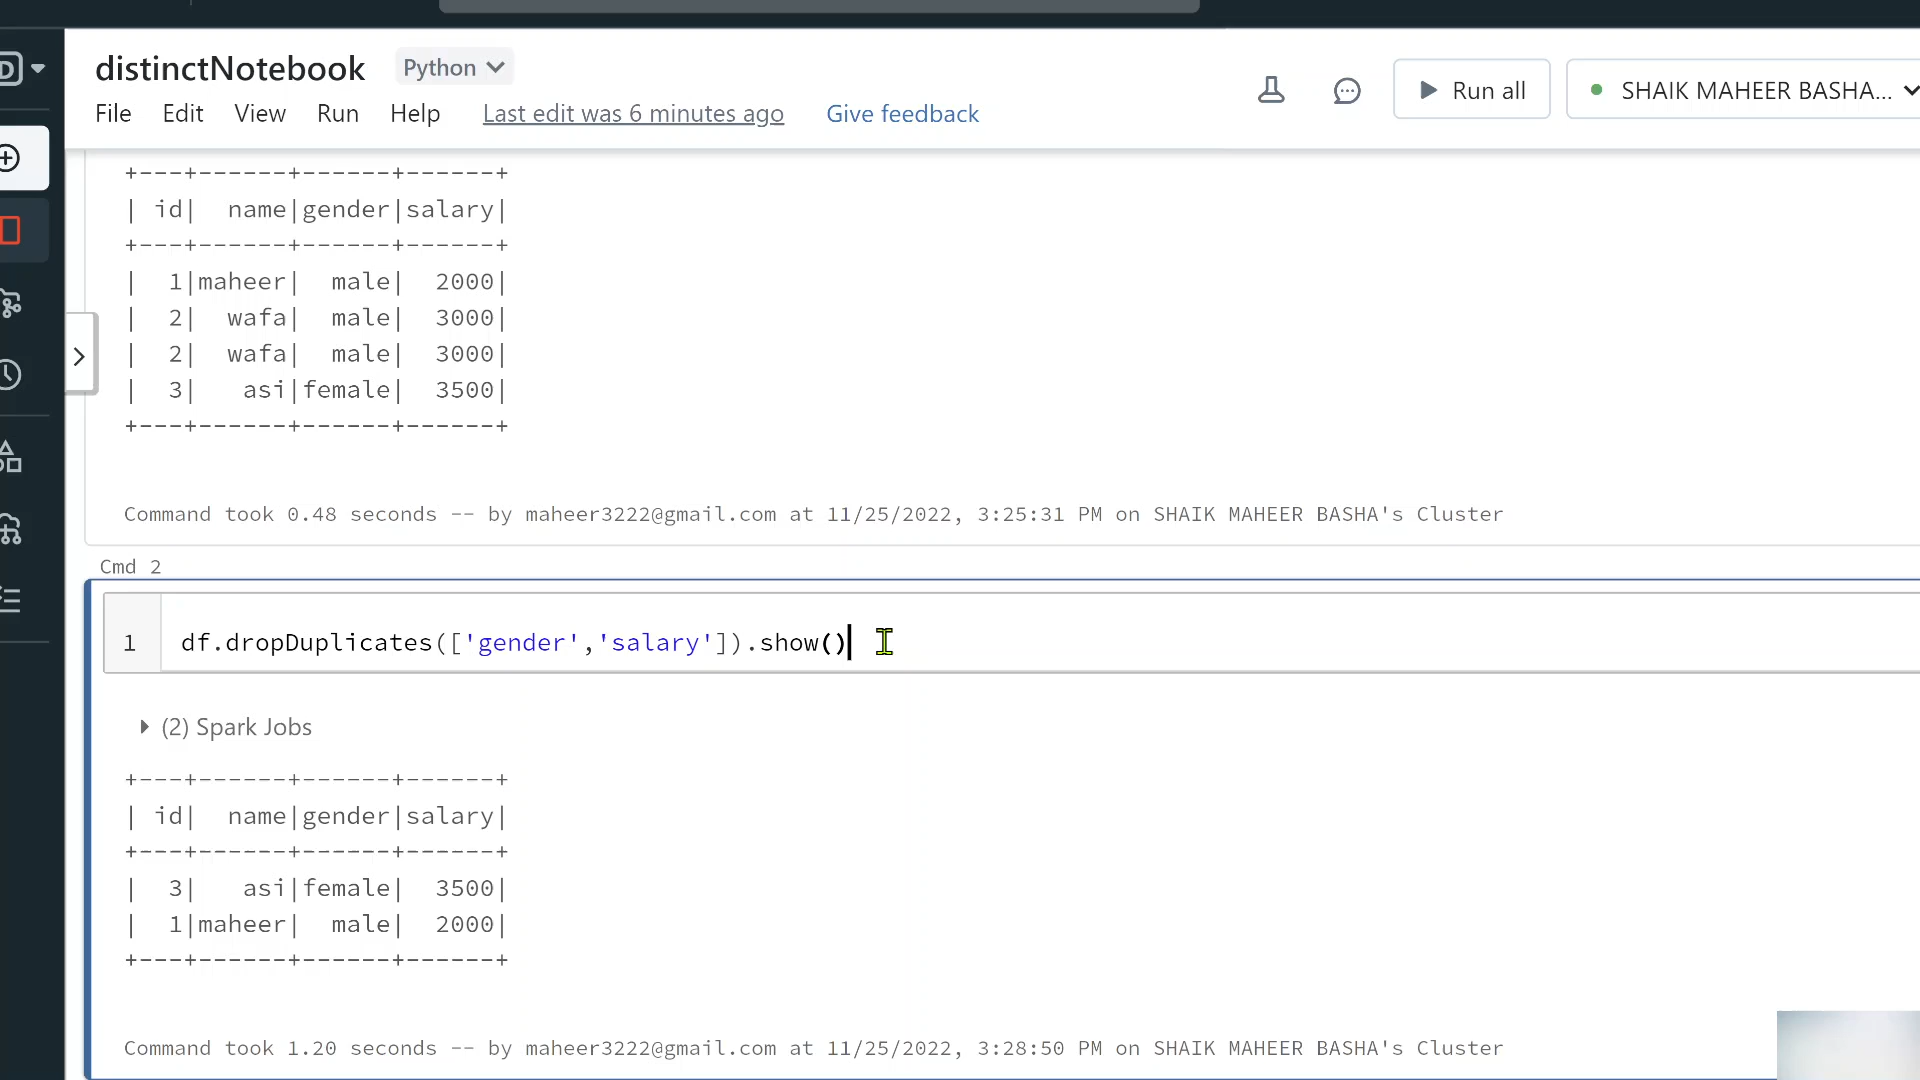 distinctNotebook Python
File Edit View Run Help Last edit was 6 minutes ago Give feedback
Run all
SHAIK MAHEER BASHA...
+---+------+------+------+
| id|  name|gender|salary|
+---+------+------+------+
|  1|maheer|  male|  2000|
|  2|  wafa|  male|  3000|
|  2|  wafa|  male|  3000|
|  3|   asi|female|  3500|
+---+------+------+------+
Command took 0.48 seconds -- by maheer3222@gmail.com at 11/25/2022, 3:25:31 PM on SHAIK MAHEER BASHA's Cluster
Cmd 2
1 df.dropDuplicates(['gender','salary']).show()
(2) Spark Jobs
+---+------+------+------+
| id|  name|gender|salary|
+---+------+------+------+
|  3|   asi|female|  3500|
|  1|maheer|  male|  2000|
+---+------+------+------+
Command took 1.20 seconds -- by maheer3222@gmail.com at 11/25/2022, 3:28:50 PM on SHAIK MAHEER BASHA's Cluster